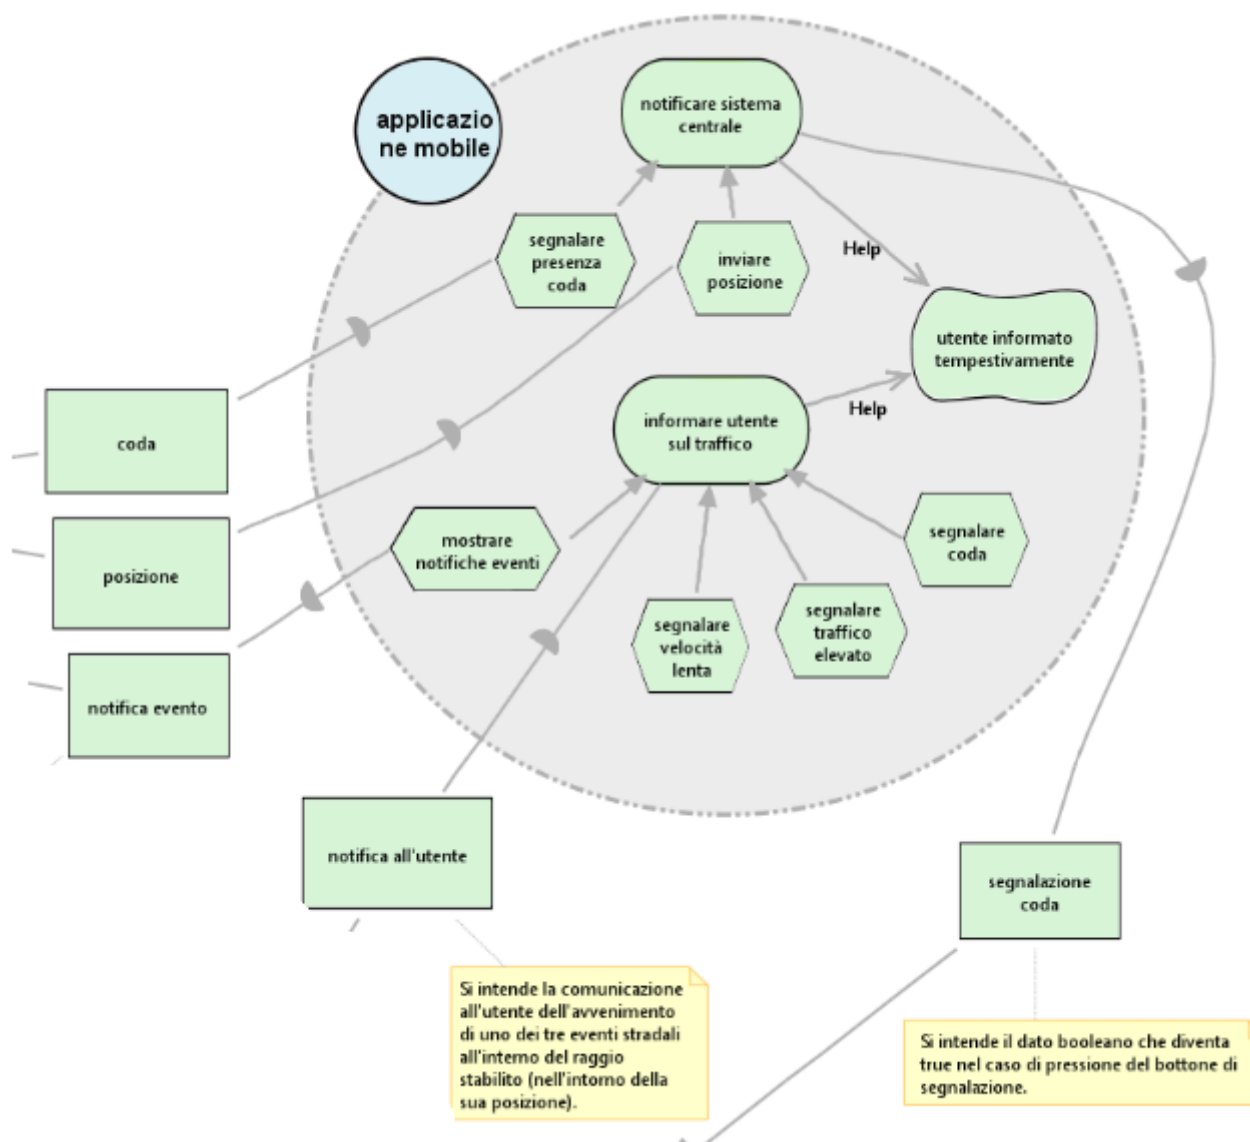 applicazio
ne mobile
notificare sistema
centrale
segnalare
presenza
coda
inviare
posizione
Help
utente informato
tempestivamente
informare utente
sul traffico
Help
coda
posizione
notifica evento
mostrare
notifiche eventi
segnalare
velocità
lenta
segnalare
traffico
elevato
segnalare
coda
notifica all'utente
segnalazione
coda
Si intende la comunicazione
all'utente dell'avvenimento
di uno dei tre eventi stradali
all'interno del raggio
stabilito (nell'intorno della
sua posizione).
Si intende il dato booleano che diventa
true nel caso di pressione del bottone di
segnalazione.